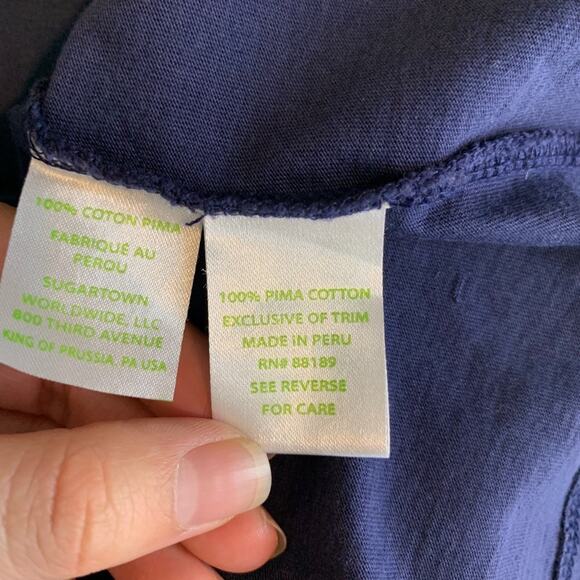 100% COTON PIMA
FABRIQUÉ AU
PEROU
SUGARTOWN
WORLDWIDE, LLC
800 THIRD AVENUE
KING OF PRUSSIA, PA USA
100% PIMA COTTON
EXCLUSIVE OF TRIM
MADE IN PERU
RN# 88189
SEE REVERSE
FOR CARE